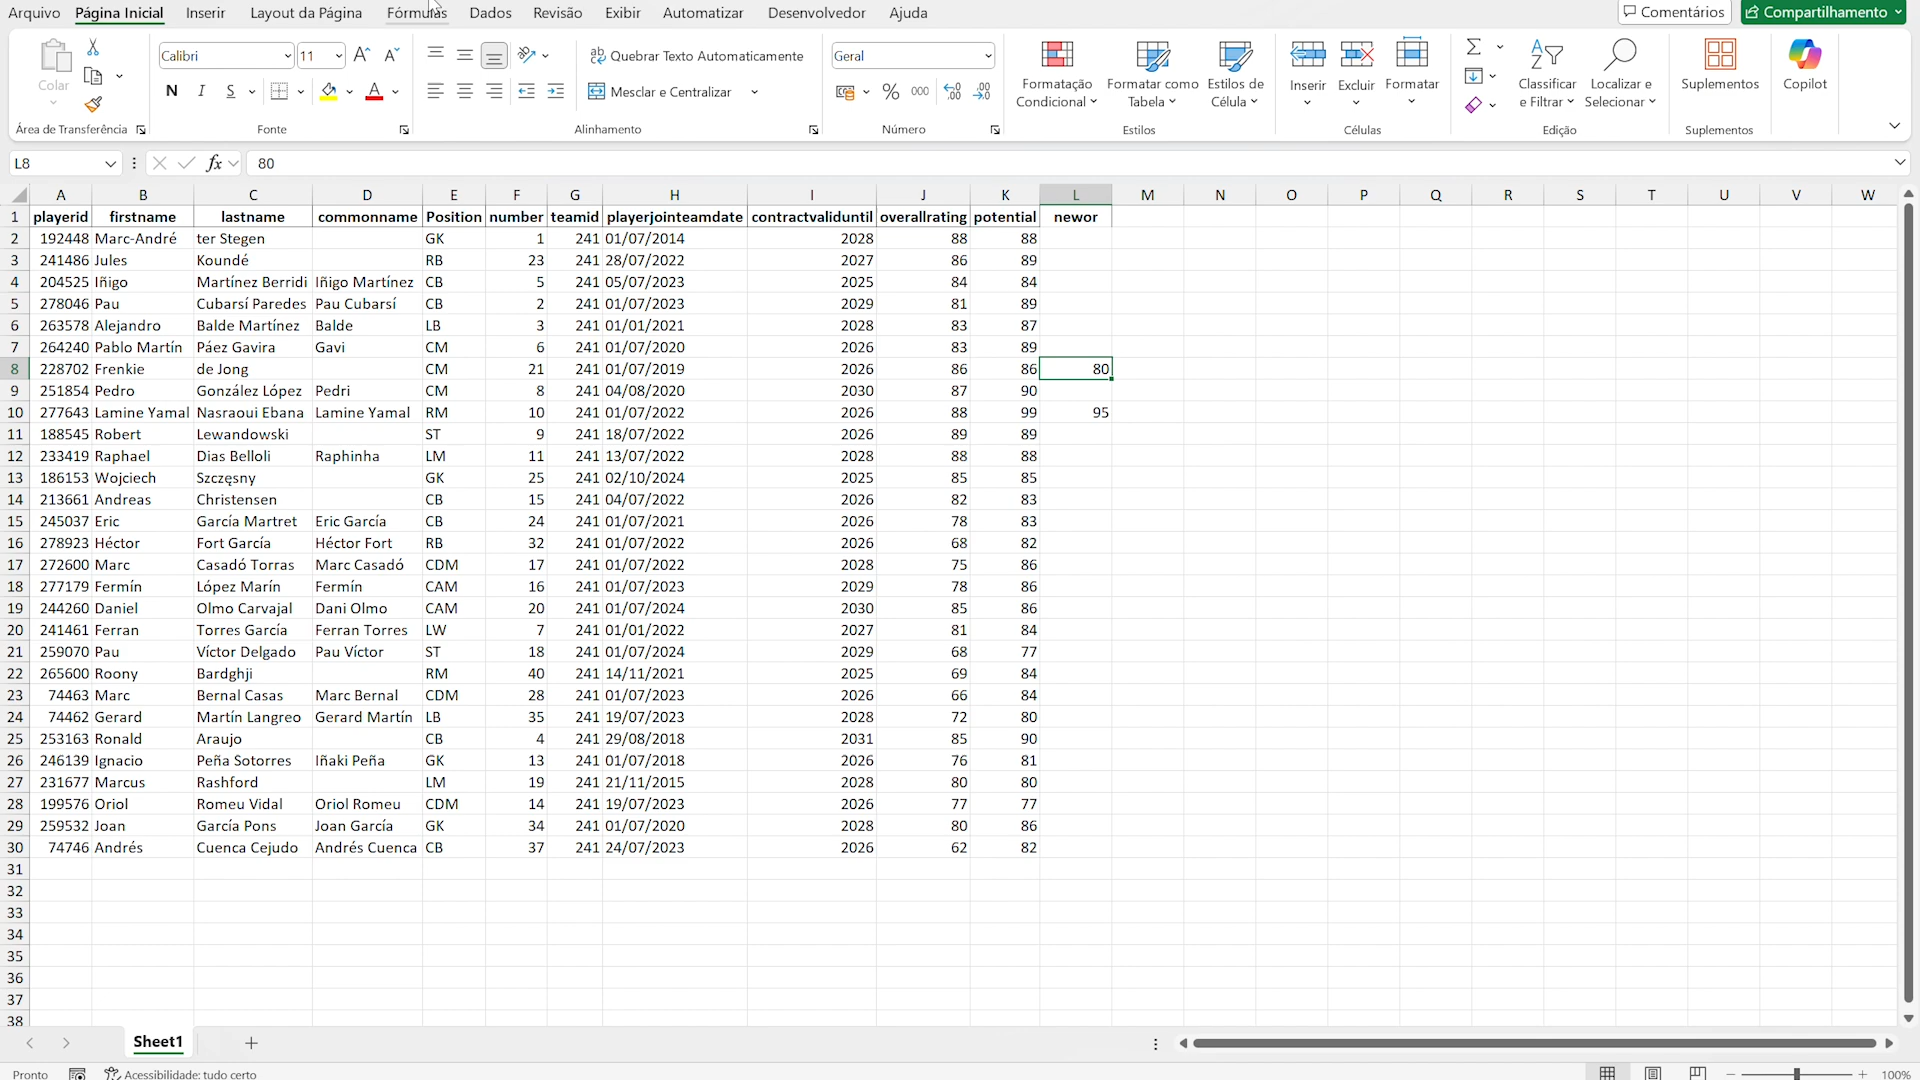 Arquivo Página Inicial Inserir Layout da Página Fórmulas Dados Revisão Exibir Automatizar Desenvolvedor Ajuda Comentários Compartilhamento
Colar Calibri 11 Quebrar Texto Automaticamente Geral
N I S Mesclar e Centralizar % 000
Formatação Condicional Formatar como Tabela Estilos de Célula Inserir Excluir Formatar Classificar e Filtrar Localizar e Selecionar Suplementos Copilot
Área de Transferência Fonte Alinhamento Número Estilos Células Edição Suplementos
L8 fx 80
A B C D E F G H I J K L M N O P Q R S T U V W
1 playerid firstname lastname commonname Position number teamid playerjointeamdate contractvaliduntil overallrating potential newor
2 192448 Marc-André ter Stegen GK 1 241 01/07/2014 2028 88 88
3 241486 Jules Koundé RB 23 241 28/07/2022 2027 86 89
4 204525 Iñigo Martínez Berridi Iñigo Martínez CB 5 241 05/07/2023 2025 84 84
5 278046 Pau Cubarsí Paredes Pau Cubarsí CB 2 241 01/07/2023 2029 81 89
6 263578 Alejandro Balde Martínez Balde LB 3 241 01/01/2021 2028 83 87
7 264240 Pablo Martín Páez Gavira Gavi CM 6 241 01/07/2020 2026 83 89
8 228702 Frenkie de Jong CM 21 241 01/07/2019 2026 86 86 80
9 251854 Pedro González López Pedri CM 8 241 04/08/2020 2030 87 90
10 277643 Lamine Yamal Nasraoui Ebana Lamine Yamal RM 10 241 01/07/2022 2026 88 99 95
11 188545 Robert Lewandowski ST 9 241 18/07/2022 2026 89 89
12 233419 Raphael Dias Belloli Raphinha LM 11 241 13/07/2022 2028 88 88
13 186153 Wojciech Szczęsny GK 25 241 02/10/2024 2025 85 85
14 213661 Andreas Christensen CB 15 241 04/07/2022 2026 82 83
15 245037 Eric García Martret Eric García CB 24 241 01/07/2021 2026 78 83
16 278923 Héctor Fort García Héctor Fort RB 32 241 01/07/2022 2026 68 82
17 272600 Marc Casadó Torras Marc Casadó CDM 17 241 01/07/2022 2028 75 86
18 277179 Fermín López Marín Fermín CAM 16 241 01/07/2023 2029 78 86
19 244260 Daniel Olmo Carvajal Dani Olmo CAM 20 241 01/07/2024 2030 85 86
20 241461 Ferran Torres García Ferran Torres LW 7 241 01/01/2022 2027 81 84
21 259070 Pau Víctor Delgado Pau Víctor ST 18 241 01/07/2024 2029 68 77
22 265600 Roony Bardghji RM 40 241 14/11/2021 2025 69 84
23 74463 Marc Bernal Casas Marc Bernal CDM 28 241 01/07/2023 2026 66 84
24 74462 Gerard Martín Langreo Gerard Martín LB 35 241 19/07/2023 2028 72 80
25 253163 Ronald Araujo CB 4 241 29/08/2018 2031 85 90
26 246139 Ignacio Peña Sotorres Iñaki Peña GK 13 241 01/07/2018 2026 76 81
27 231677 Marcus Rashford LM 19 241 21/11/2015 2028 80 80
28 199576 Oriol Romeu Vidal Oriol Romeu CDM 14 241 19/07/2023 2026 77 77
29 259532 Joan García Pons Joan García GK 34 241 01/07/2020 2028 80 86
30 74746 Andrés Cuenca Cejudo Andrés Cuenca CB 37 241 24/07/2023 2026 62 82
31
32
33
34
35
36
37
38
Sheet1
Pronto Acessibilidade: tudo certo 100%